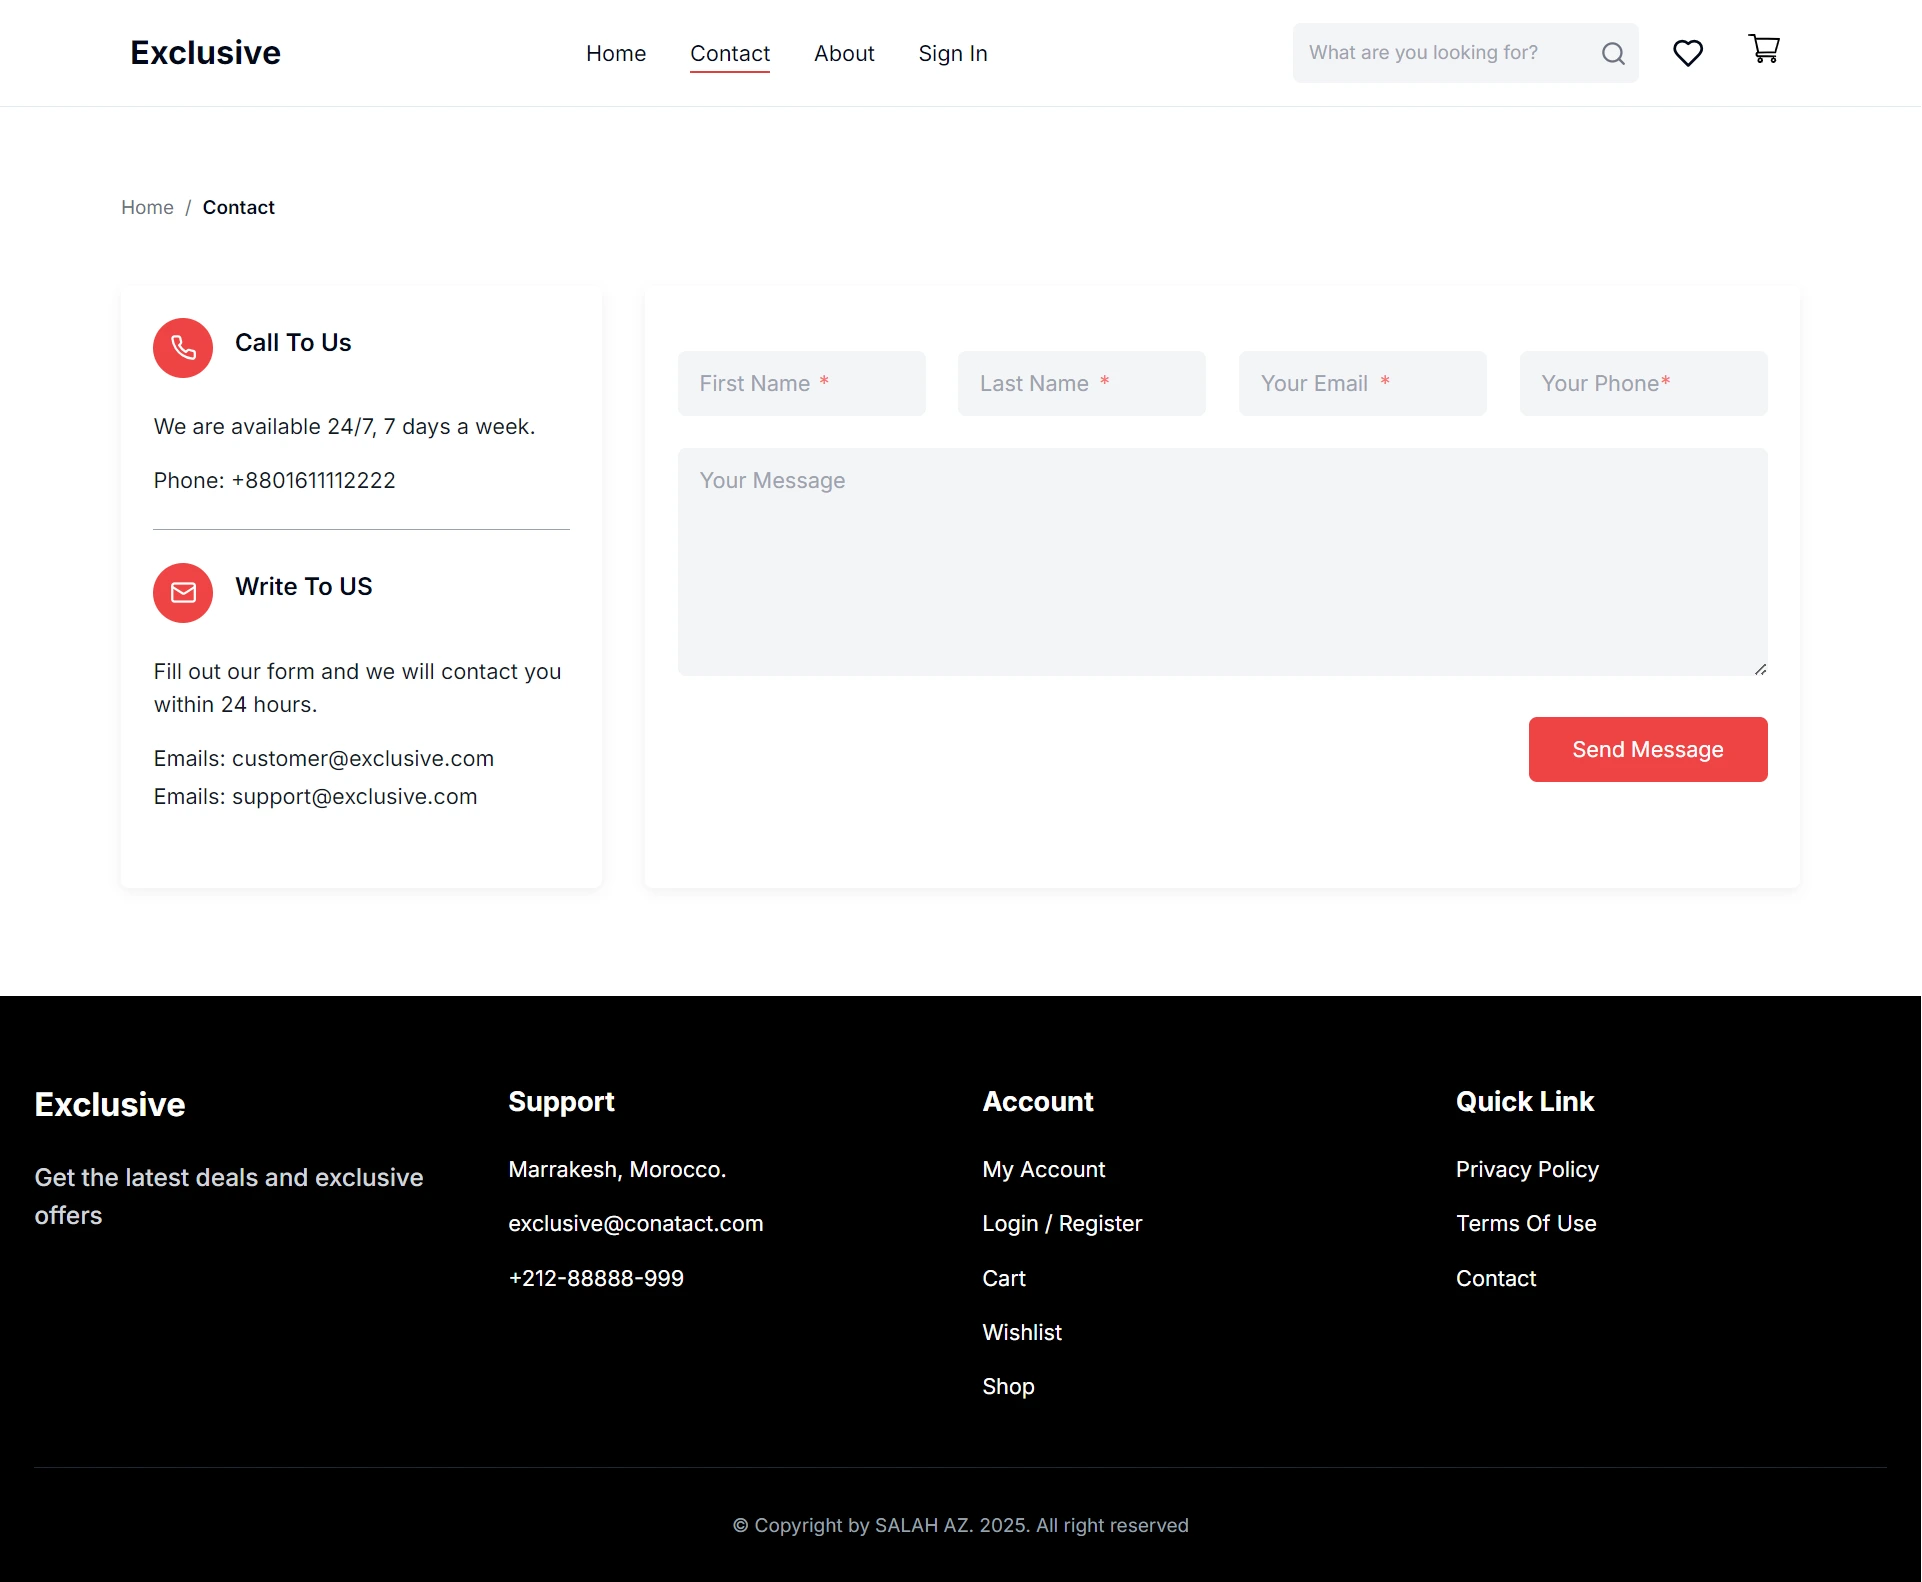 Exclusive
Home Contact About Sign In
What are you looking for?
Home / Contact
Call To Us
We are available 24/7, 7 days a week.
Phone: +8801611112222
Write To US
Fill out our form and we will contact you
within 24 hours.
Emails: customer@exclusive.com
Emails: support@exclusive.com
First Name *
Last Name *
Your Email *
Your Phone*
Your Message
Send Message
Exclusive
Get the latest deals and exclusive
offers
Support
Marrakesh, Morocco.
exclusive@conatact.com
+212-88888-999
Account
My Account
Login / Register
Cart
Wishlist
Shop
Quick Link
Privacy Policy
Terms Of Use
Contact
© Copyright by SALAH AZ. 2025. All right reserved